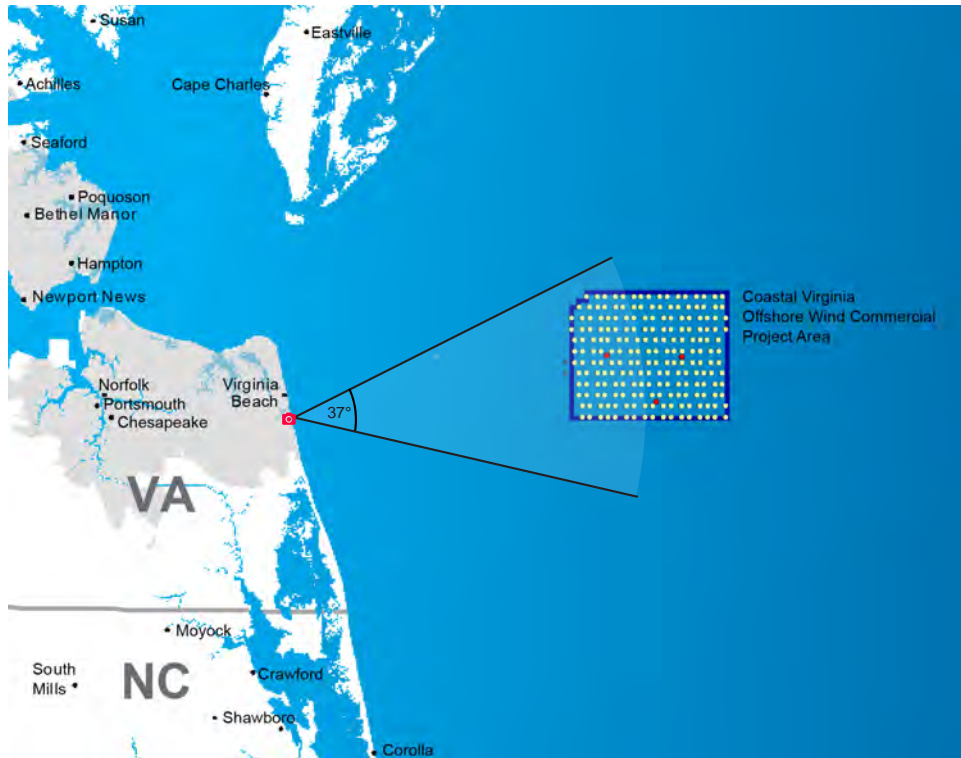 Susan
Eastville
Achilles
Cape Charles
Seaford
Poquoson
Bethel Manor
Hampton
Newport News
Coastal Virginia
Offshore Wind Commercial
Project Area
Norfolk
Virginia
Beach
Portsmouth
37°
Chesapeake
VA
Moyock
South
Mills
NC
Crawford
Shawboro
Corolla